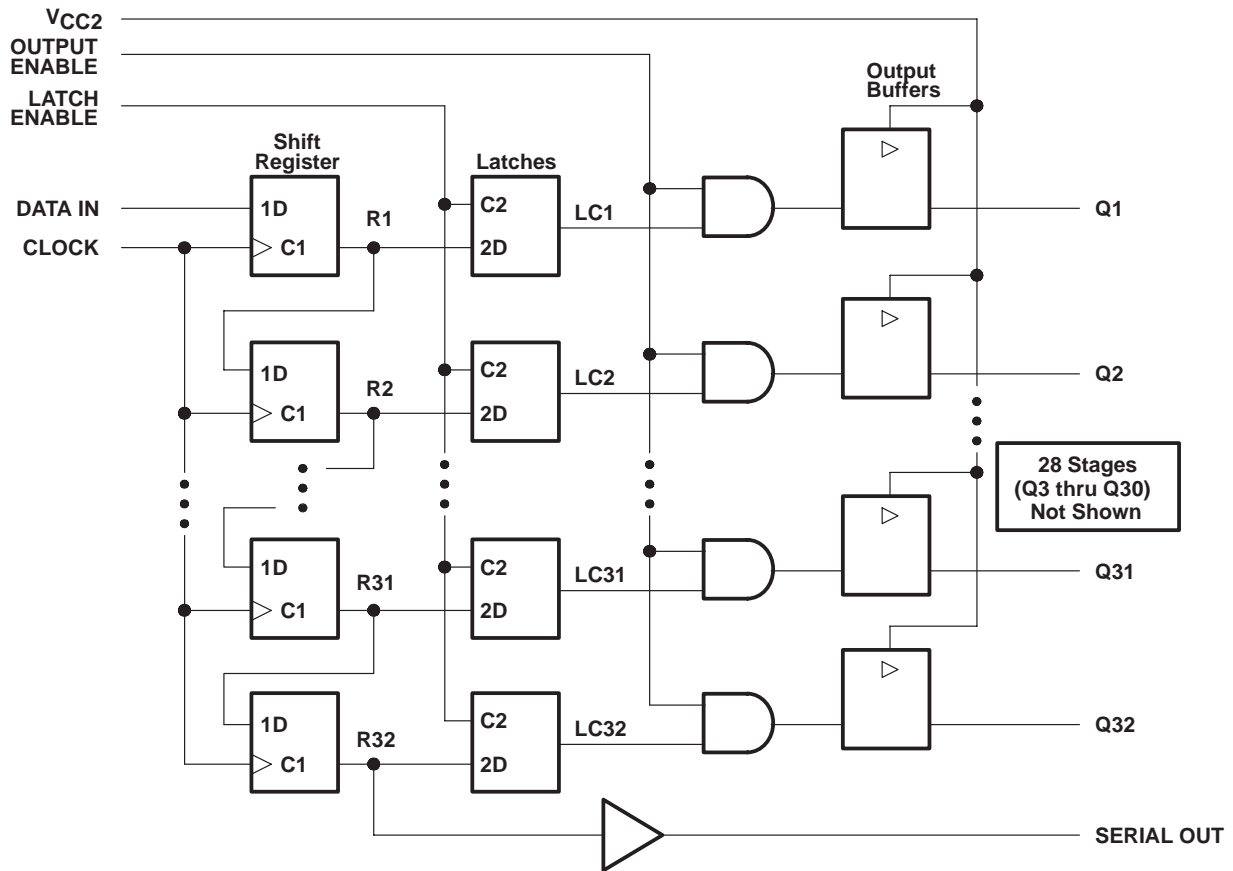 VCC2
OUTPUT
ENABLE
LATCH
ENABLE
Shift
Register
Latches
Output
Buffers
DATA IN
CLOCK
1D
C1
R1
C2
2D
LC1
Q1
1D
C1
R2
C2
2D
LC2
Q2
28 Stages
(Q3 thru Q30)
Not Shown
1D
C1
R31
C2
2D
LC31
Q31
1D
C1
R32
C2
2D
LC32
Q32
SERIAL OUT